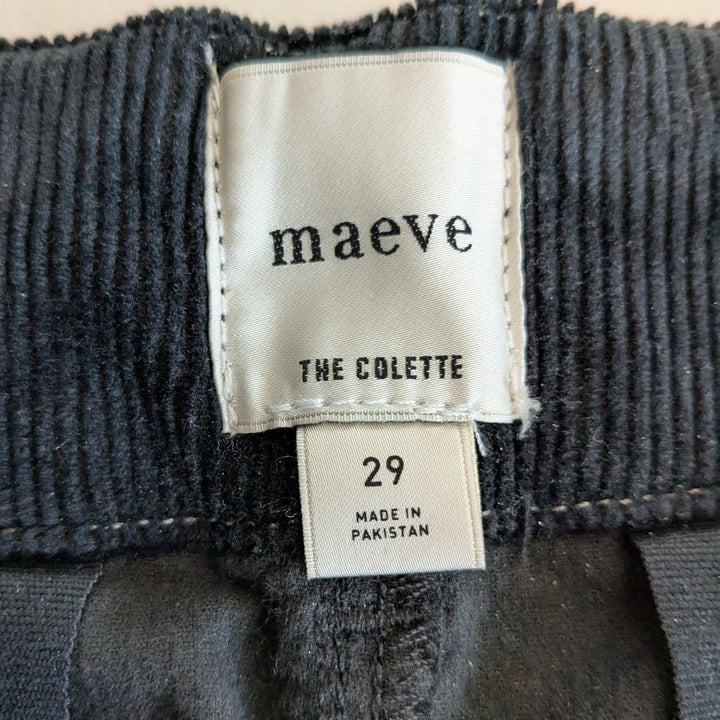 maeve
THE COLETTE
29
MADE IN
PAKISTAN